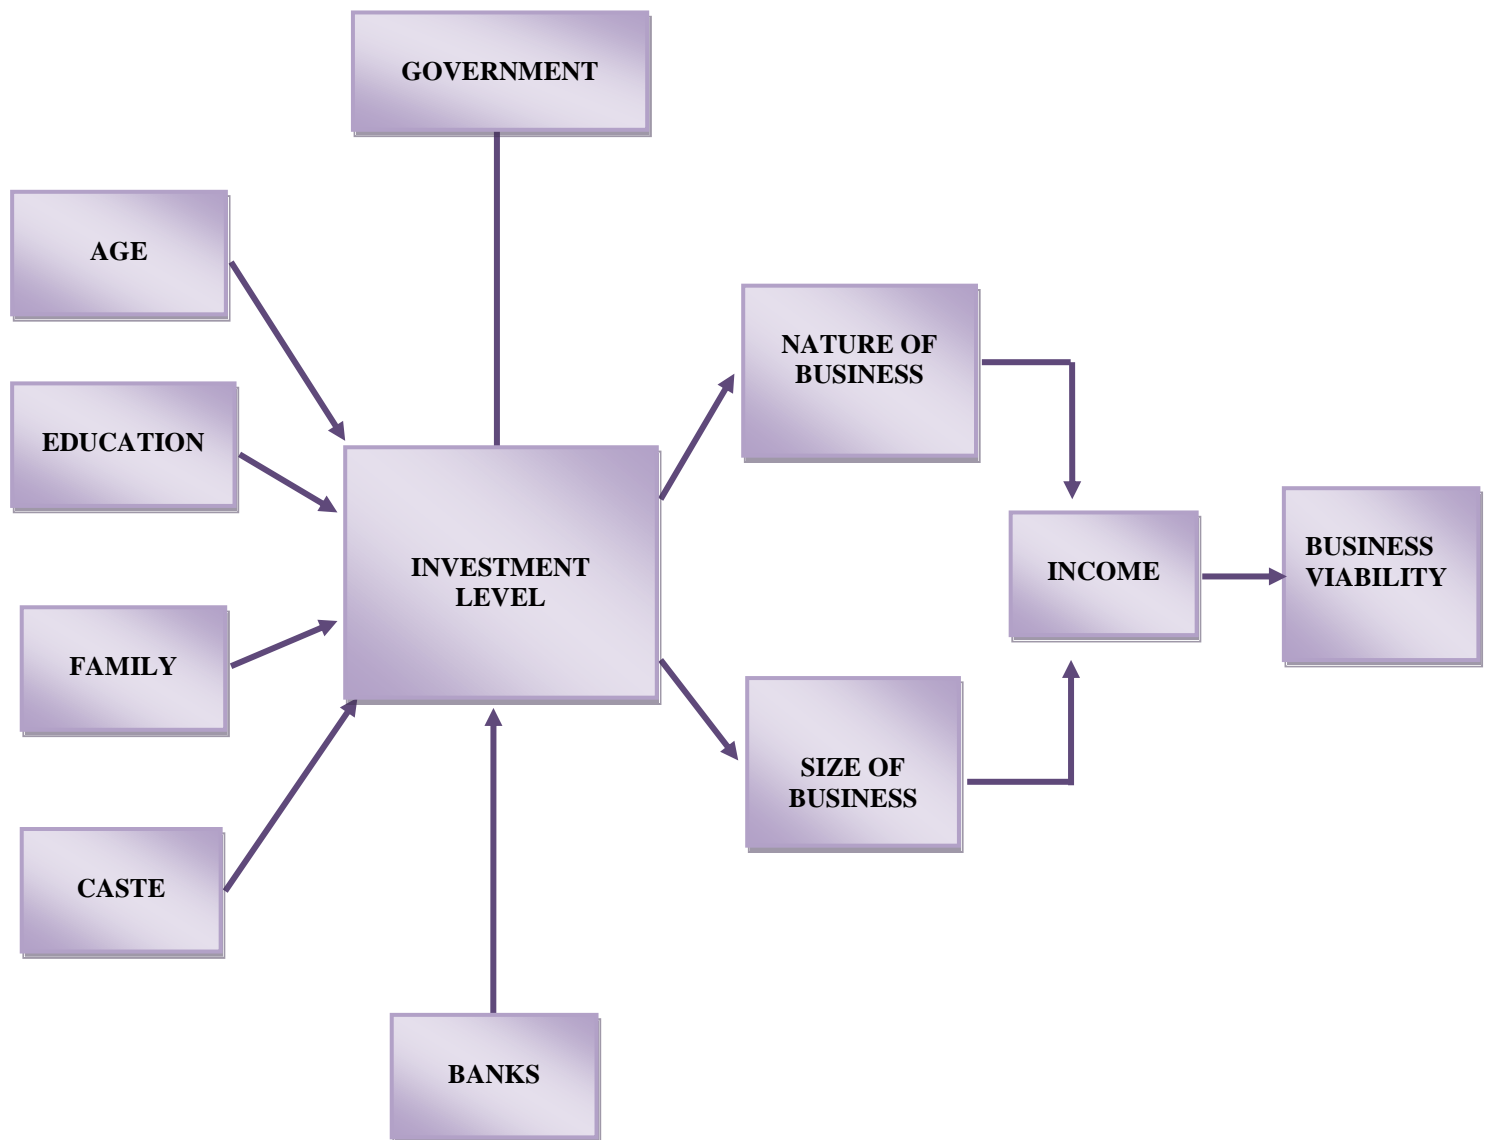 GOVERNMENT
AGE
EDUCATION
FAMILY
CASTE
INVESTMENT
LEVEL
BANKS
NATURE OF
BUSINESS
SIZE OF
BUSINESS
INCOME
BUSINESS
VIABILITY